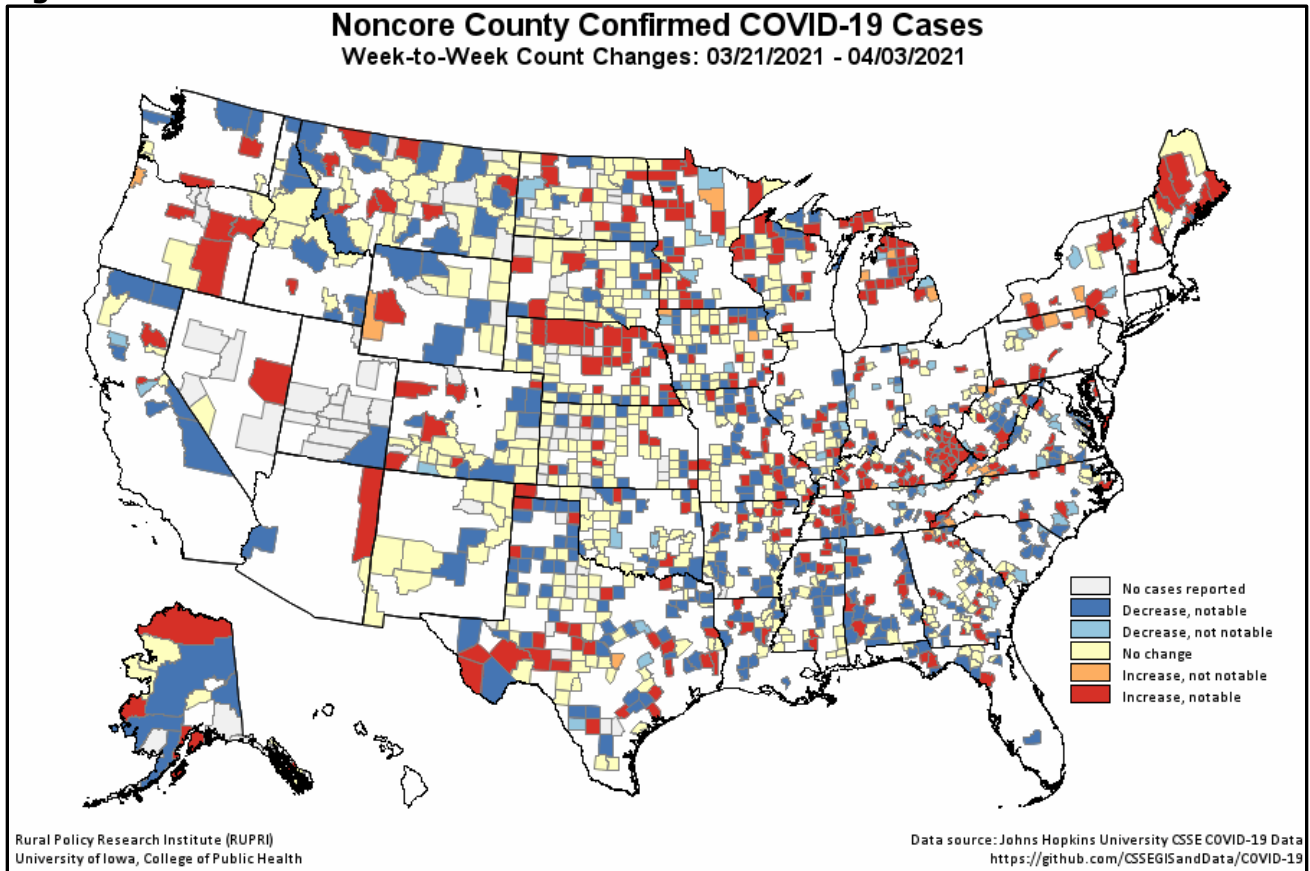 Noncore County Confirmed COVID-19 Cases
Week-to-Week Count Changes: 03/21/2021 - 04/03/2021
No cases reported
Decrease, notable
Decrease, not notable
No change
Increase, not notable
Increase, notable
Rural Policy Research Institute (RUPRI)
University of Iowa, College of Public Health
Data source: Johns Hopkins University CSSE COVID-19 Data
https://github.com/CSSEGISandData/COVID-19